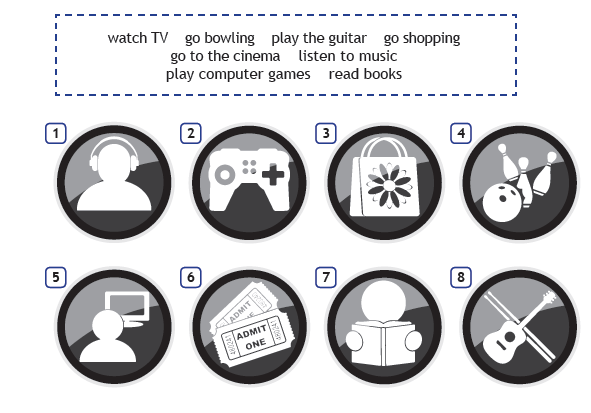 watch TV go bowling play the guitar go shopping
go to the cinema listen to music
play computer games read books
1 2 3 4
5 6 7 8
ADMIT
ADMIT
ONE